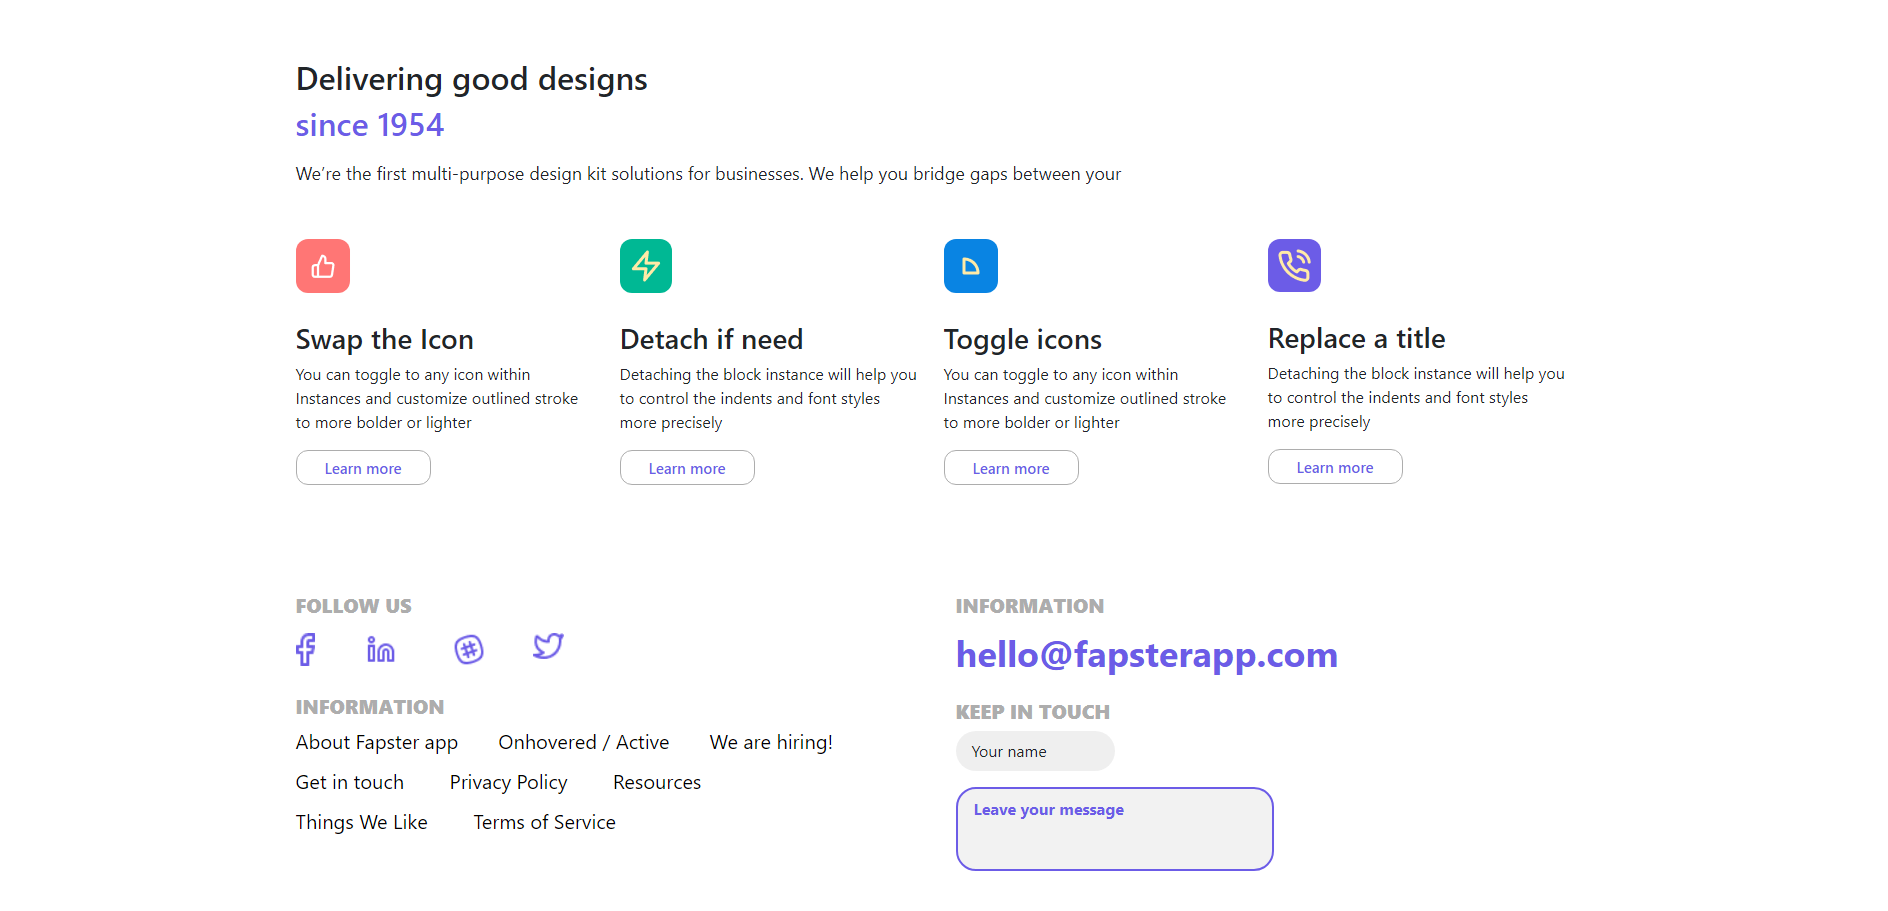 Delivering good designs
since 1954
We’re the first multi-purpose design kit solutions for businesses. We help you bridge gaps between your
Swap the Icon
You can toggle to any icon within
Instances and customize outlined stroke
to more bolder or lighter
Learn more
Detach if need
Detaching the block instance will help you
to control the indents and font styles
more precisely
Learn more
Toggle icons
You can toggle to any icon within
Instances and customize outlined stroke
to more bolder or lighter
Learn more
Replace a title
Detaching the block instance will help you
to control the indents and font styles
more precisely
Learn more
FOLLOW US
INFORMATION
About Fapster app Onhovered / Active We are hiring!
Get in touch Privacy Policy Resources
Things We Like Terms of Service
INFORMATION
hello@fapsterapp.com
KEEP IN TOUCH
Your name
Leave your message